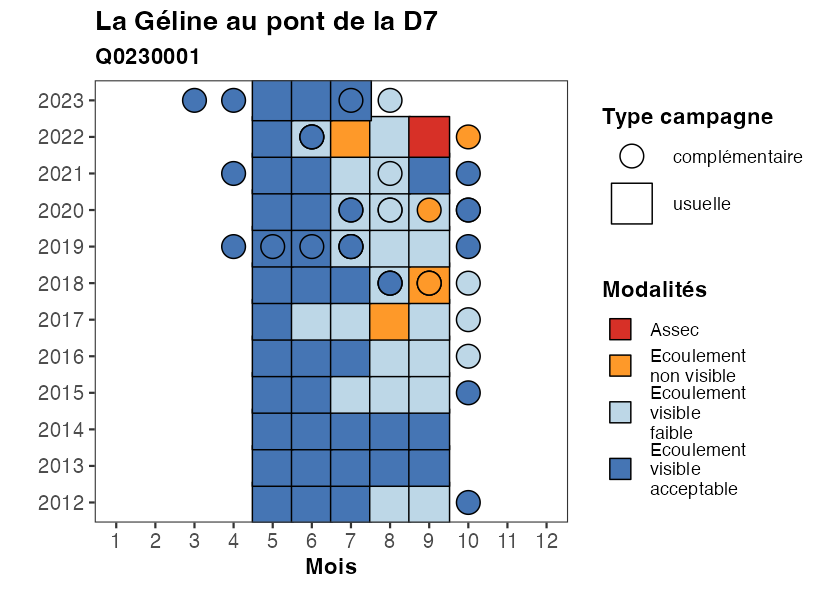 La Géline au pont de la D7
Q0230001
2023
2022
2021
2020
2019
2018
2017
2016
2015
2014
2013
2012
1 2 3 4 5 6 7 8 9 10 11 12
Mois
Type campagne
complémentaire
usuelle
Modalités
Assec
Ecoulement
non visible
Ecoulement
visible
faible
Ecoulement
visible
acceptable